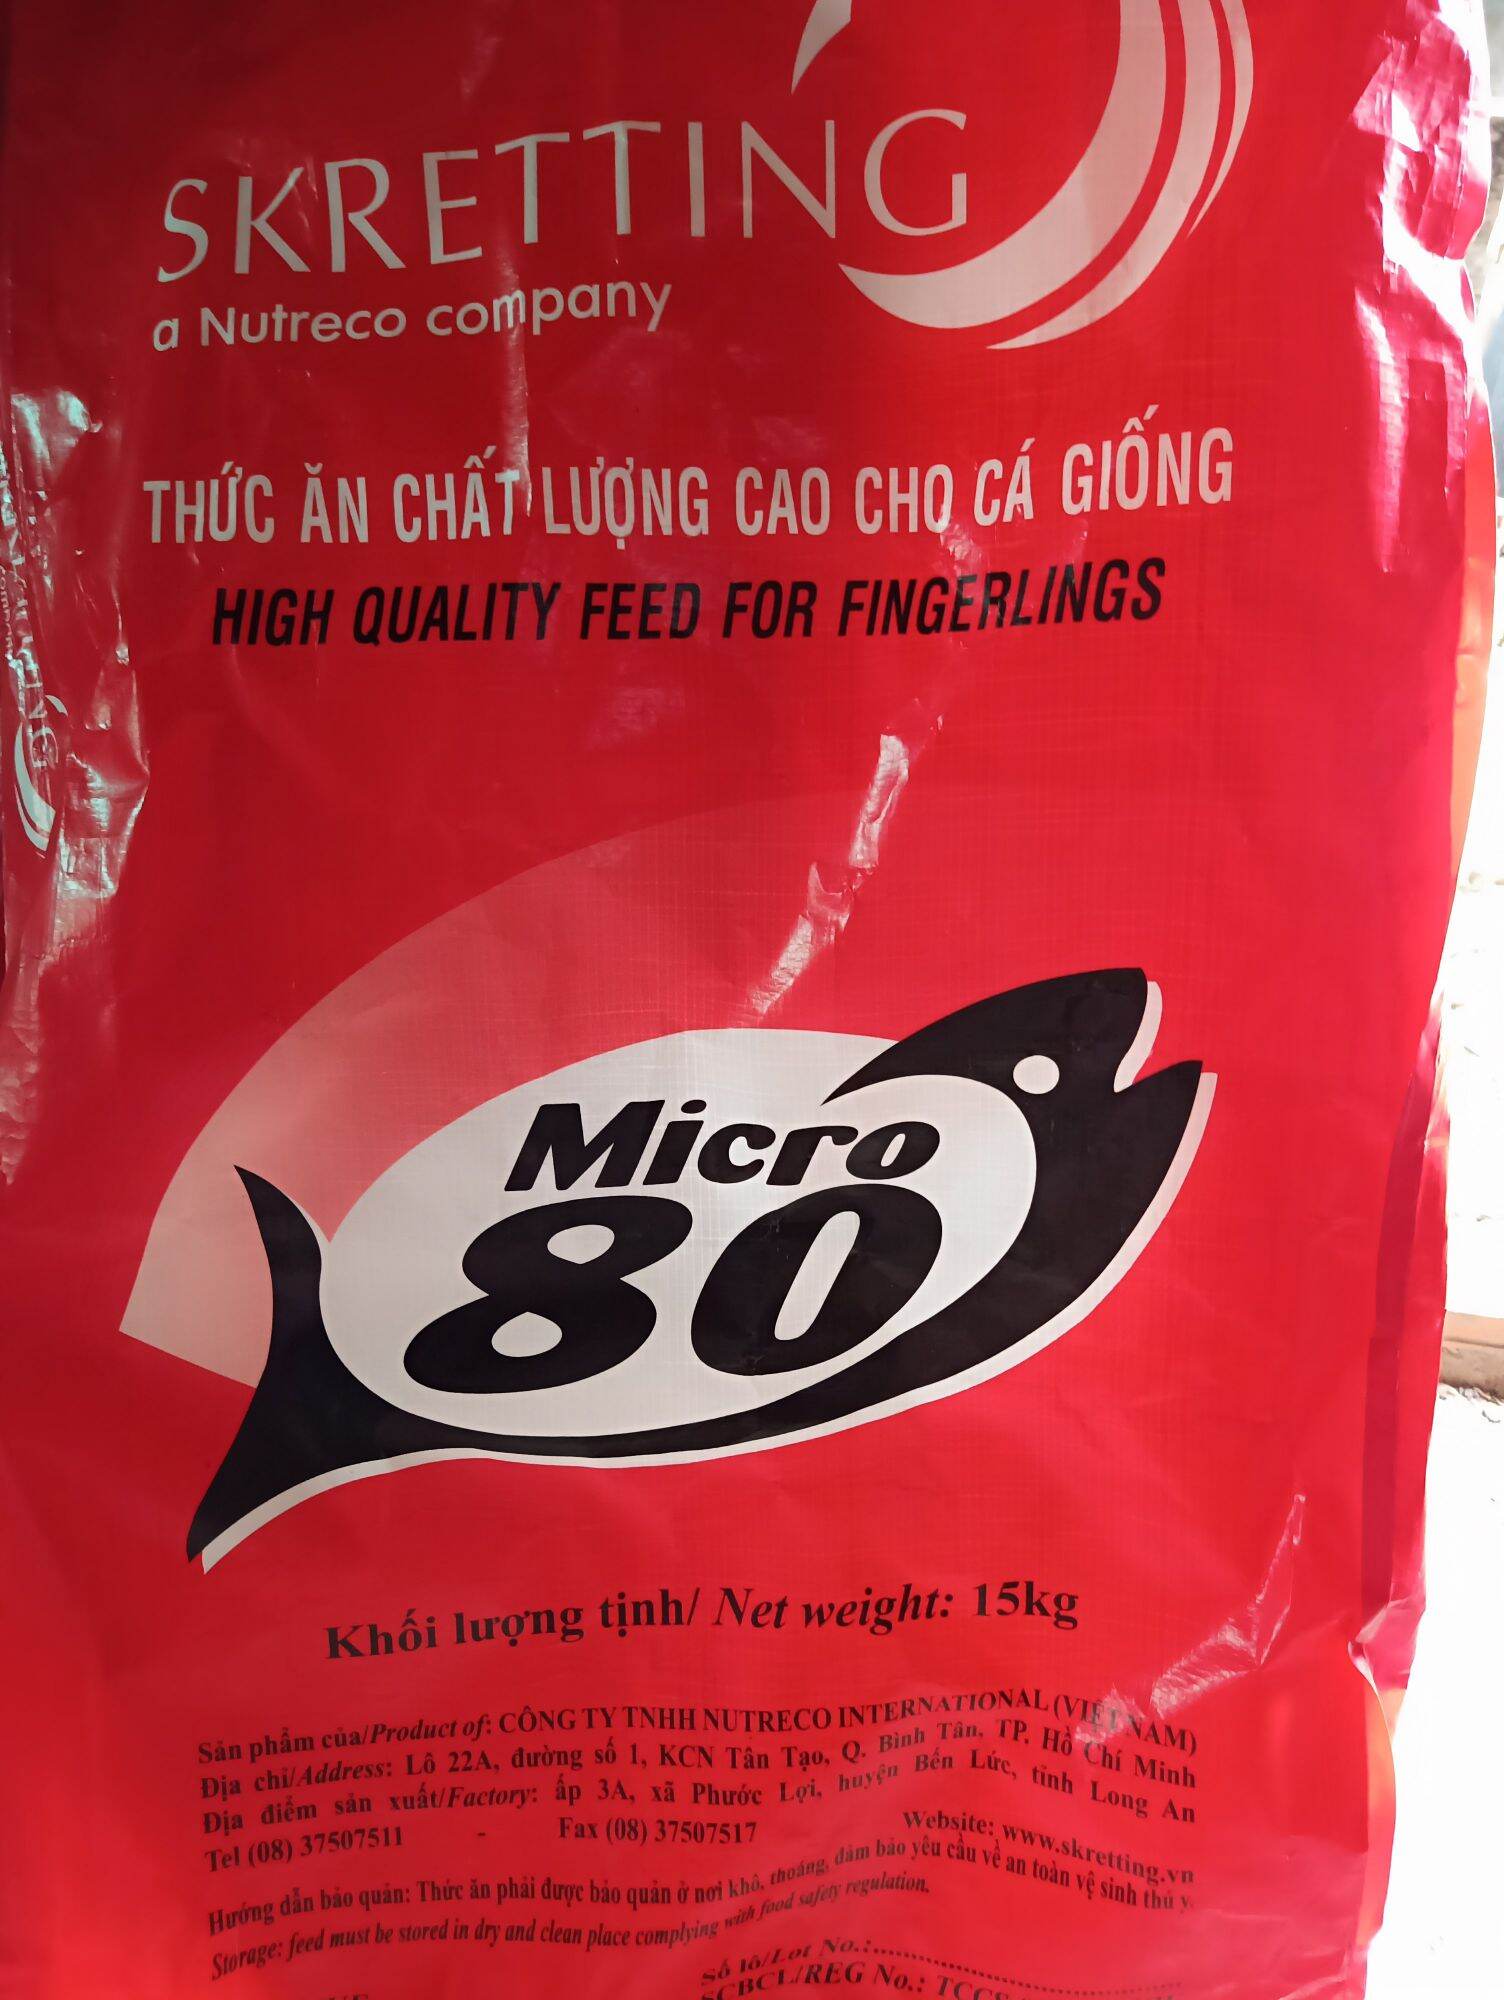 SKRETTING
a Nutreco company
THỨC ĂN CHẤT LƯỢNG CAO CHO CÁ GIỐNG
HIGH QUALITY FEED FOR FINGERLINGS
Micro
80
Khối lượng tịnh/ Net weight: 15kg
Sản phẩm của/Product of: CÔNG TY TNHH NUTRECO INTERNATIONAL (VIỆT NAM)
Địa chỉ/Address: Lô 22A, đường số 1, KCN Tân Tạo, Q. Bình Tân, TP. Hồ Chí Minh
Địa điểm sản xuất/Factory: ấp 3A, xã Phước Lợi, huyện Bến Lức, tỉnh Long An
Tel (08) 37507511 - Fax (08) 37507517 Website: www.skretting.vn
Hướng dẫn bảo quản: Thức ăn phải được bảo quản ở nơi khô, thoáng, đảm bảo yêu cầu về an toàn vệ sinh thú y.
Storage: feed must be stored in dry and clean place complying with food safety regulation.
Số lô/Lot No.:
SCBCL/REG No.: